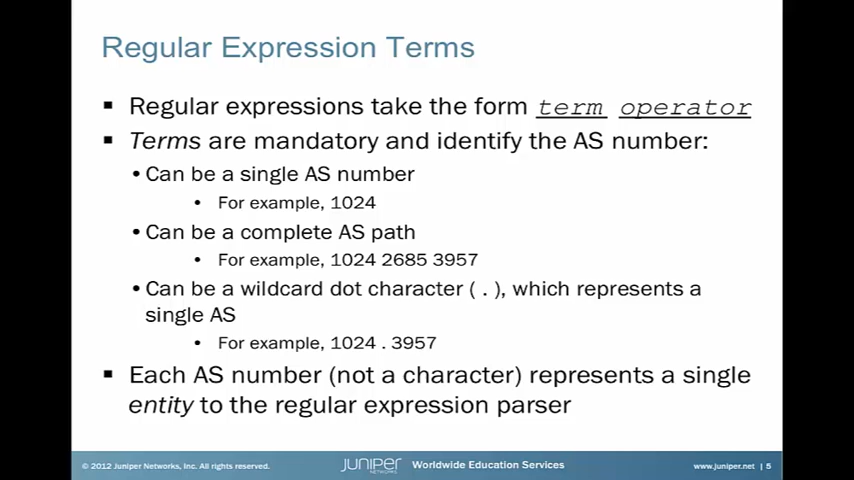 Regular Expression Terms
▪ Regular expressions take the form term operator
▪ Terms are mandatory and identify the AS number:
• Can be a single AS number
• For example, 1024
• Can be a complete AS path
• For example, 1024 2685 3957
• Can be a wildcard dot character ( . ), which represents a
single AS
• For example, 1024 . 3957
▪ Each AS number (not a character) represents a single
entity to the regular expression parser
© 2012 Juniper Networks, Inc. All rights reserved. JUNIPER NETWORKS Worldwide Education Services www.juniper.net | 5